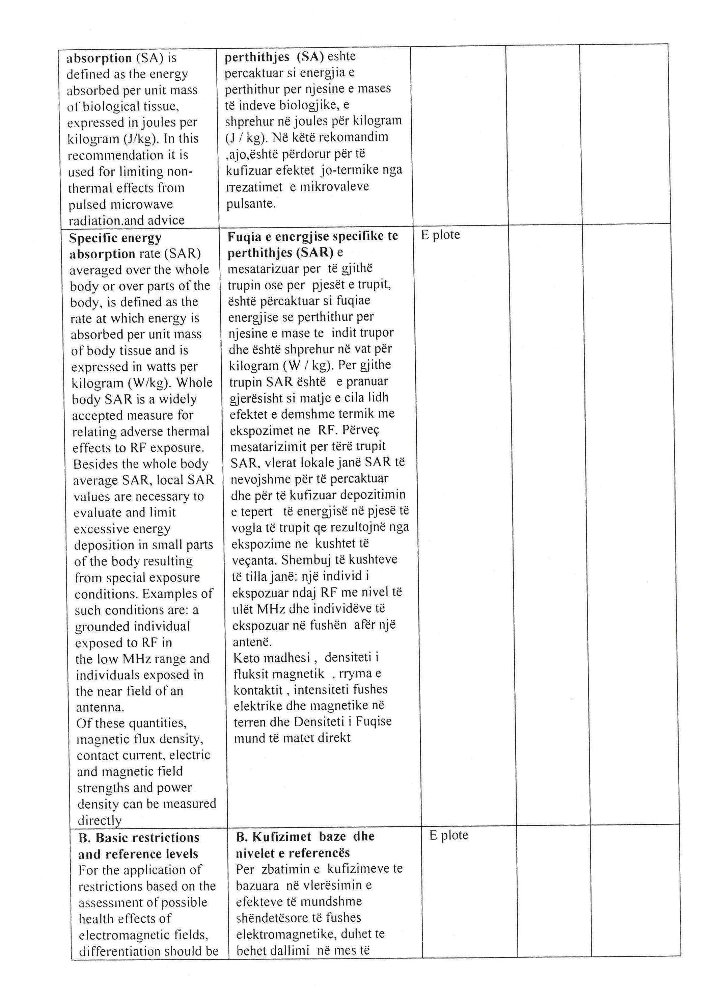 absorption (SA) is
defined as the energy
absorbed per unit mass
of biological tissue,
expressed in joules per
kilogram (J/kg). In this
recommendation it is
used for limiting non-
thermal effects from
pulsed microwave
radiation.and advice
perthithjes (SA) eshte
percaktuar si energjia e
perthithur per njesine e mases
të indeve biologjike, e
shprehur në joules për kilogram
(J / kg). Në këtë rekomandim
,ajo,është përdorur për të
kufizuar efektet jo-termike nga
rrezatimet e mikrovaleve
pulsante.
Specific energy
absorption rate (SAR)
averaged over the whole
body or over parts of the
body, is defined as the
rate at which energy is
absorbed per unit mass
of body tissue and is
expressed in watts per
kilogram (W/kg). Whole
body SAR is a widely
accepted measure for
relating adverse thermal
effects to RF exposure.
Besides the whole body
average SAR, local SAR
values are necessary to
evaluate and limit
excessive energy
deposition in small parts
of the body resulting
from special exposure
conditions. Examples of
such conditions are: a
grounded individual
exposed to RF in
the low MHz range and
individuals exposed in
the near field of an
antenna.
Of these quantities,
magnetic flux density,
contact current, electric
and magnetic field
strengths and power
density can be measured
directly
Fuqia e energjise specifike te
perthithjes (SAR) e
mesatarizuar per të gjithë
trupin ose per pjesët e trupit,
është përcaktuar si fuqiae
energjise se perthithur per
njesine e mase te indit trupor
dhe është shprehur në vat për
kilogram (W / kg). Per gjithe
trupin SAR është e pranuar
gjerësisht si matje e cila lidh
efektet e demshme termik me
ekspozimet ne RF. Përveç
mesatarizimit per tërë trupit
SAR, vlerat lokale janë SAR të
nevojshme për të percaktuar
dhe për të kufizuar depozitimin
e tepert të energjisë në pjesë të
vogla të trupit qe rezultojnë nga
ekspozime ne kushtet të
veçanta. Shembuj të kushteve
të tilla janë: një individ i
ekspozuar ndaj RF me nivel të
ulët MHz dhe individëve të
ekspozuar në fushën afër një
antenë.
Keto madhesi , densiteti i
fluksit magnetik , rryma e
kontaktit , intensiteti fushes
elektrike dhe magnetike në
terren dhe Densiteti i Fuqise
mund të matet direkt
E plote
B. Basic restrictions
and reference levels
For the application of
restrictions based on the
assessment of possible
health effects of
electromagnetic fields,
differentiation should be
B. Kufizimet baze dhe
nivelet e referencës
Per zbatimin e kufizimeve te
bazuara në vlerësimin e
efekteve të mundshme
shëndetësore të fushes
elektromagnetike, duhet te
behet dallimi në mes të
E plote